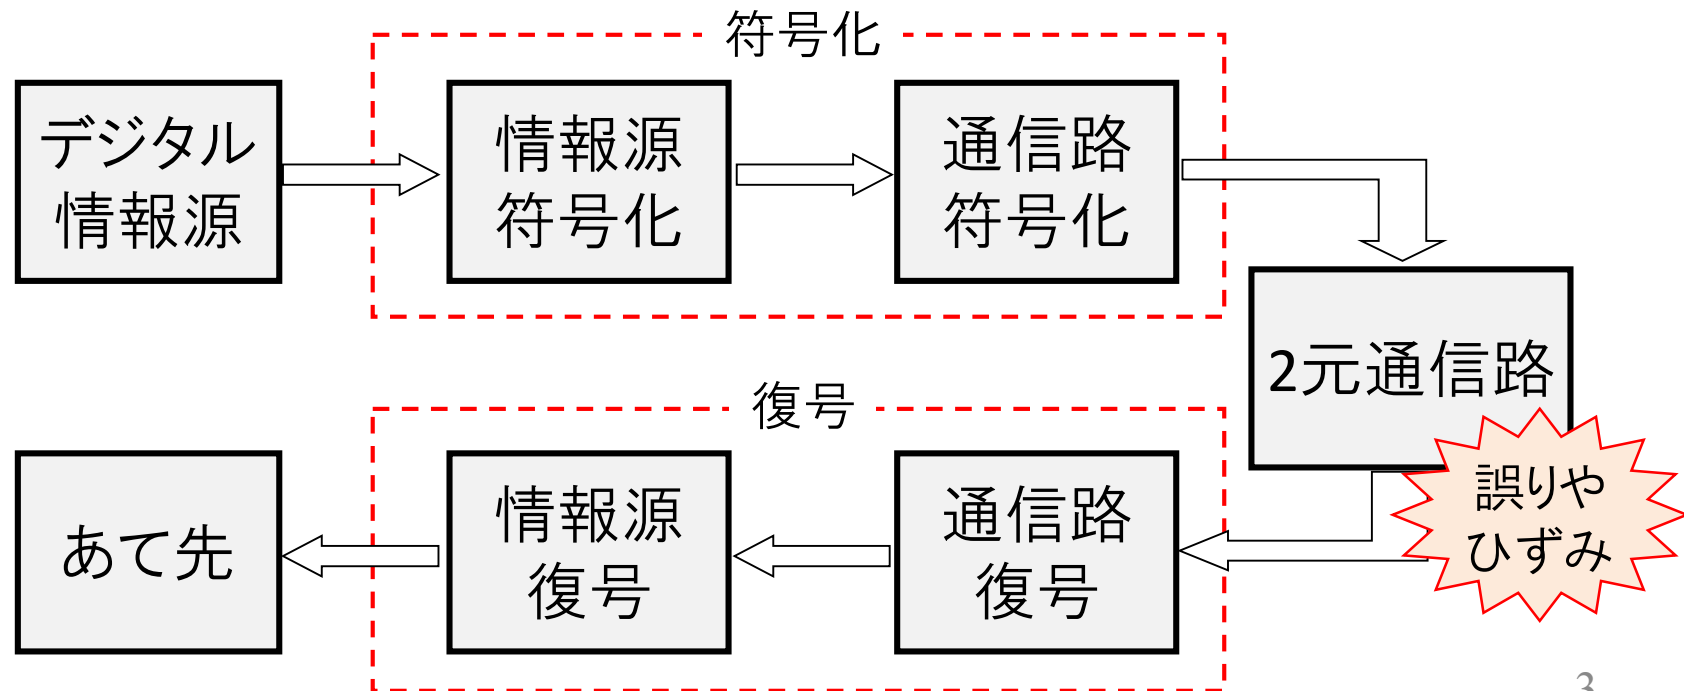 符号化
デジタル
情報源
情報源
符号化
通信路
符号化
2元通信路
誤りや
ひずみ
復号
あて先
情報源
復号
通信路
復号
3